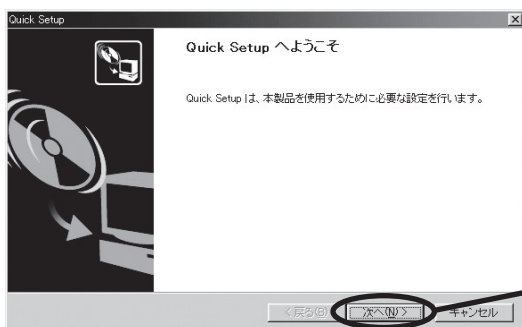 Quick Setup
Quick Setup へようこそ
Quick Setup は、本製品を使用するために必要な設定を行います。
< 戻る(B)
次へ(N) >
キャンセル